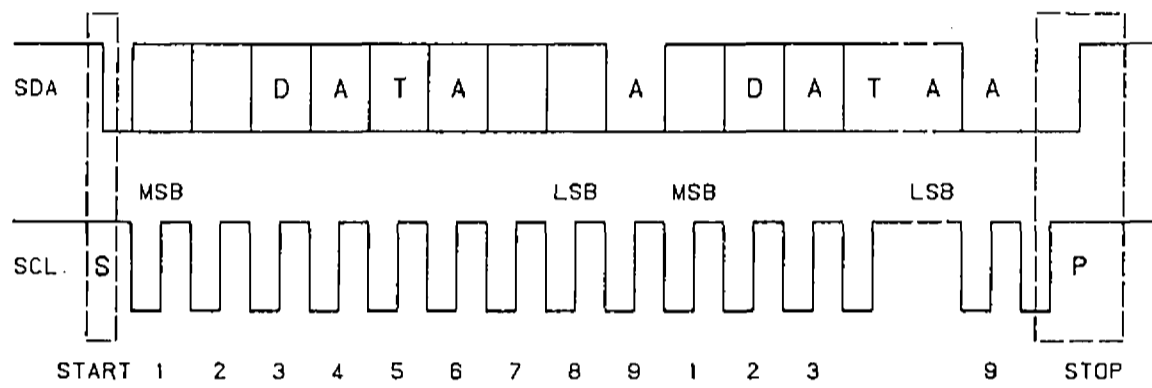 SDA D A T A A D A T A A
MSB LSB MSB LSB
SCL. S P
START 1 2 3 4 5 6 7 8 9 1 2 3 9 STOP